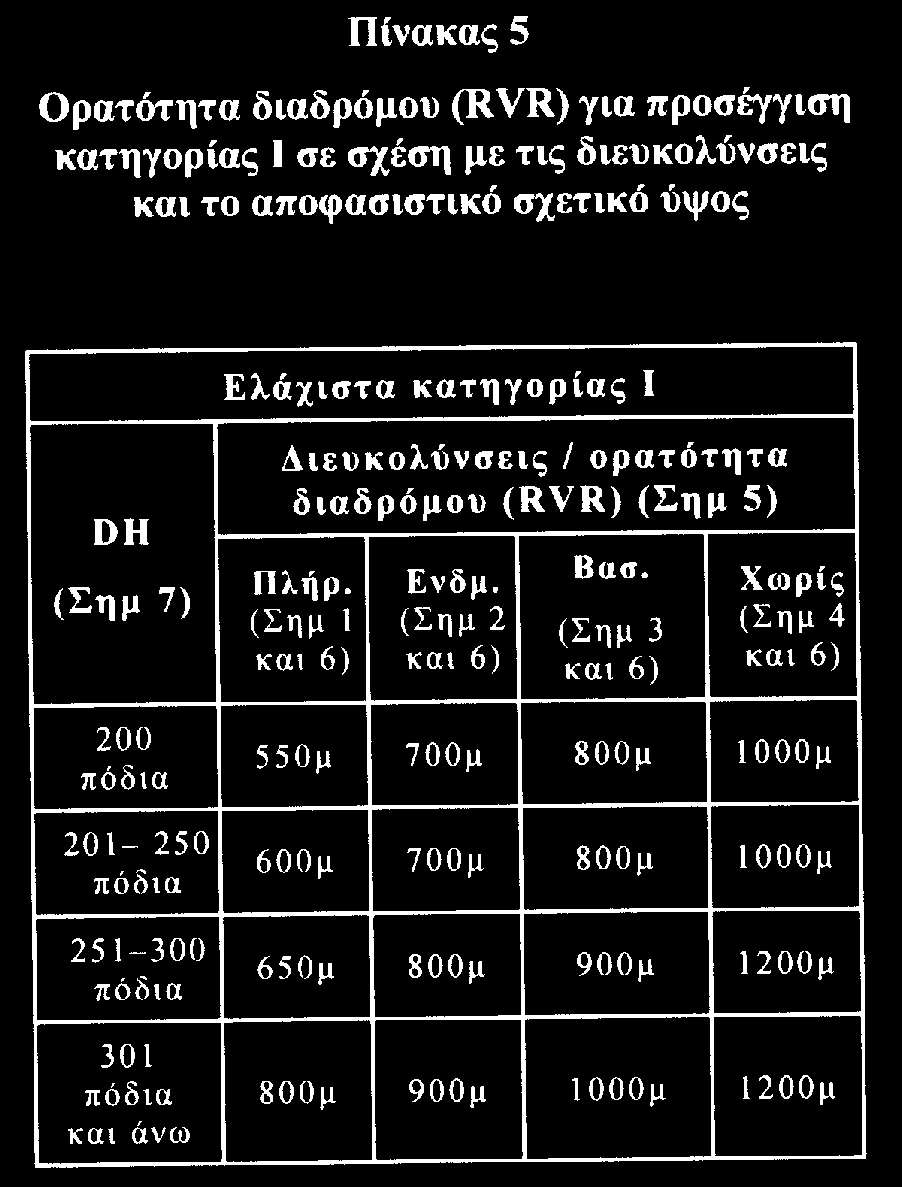 Πίνακας 5
Ορατότητα διαδρόμου (RVR) για προσέγγιση
κατηγορίας Ι σε σχέση με τις διευκολύνσεις
και το αποφασιστικό σχετικό ύψος
Ελάχιστα κατηγορίας Ι
DH
(Σημ 7)
Διευκολύνσεις / ορατότητα
διαδρόμου (RVR) (Σημ 5)
Πλήρ.
(Σημ 1
και 6)
Ενδμ.
(Σημ 2
και 6)
Βασ.
(Σημ 3
και 6)
Χωρίς
(Σημ 4
και 6)
200
πόδια
550μ
700μ
800μ
1000μ
201- 250
πόδια
600μ
700μ
800μ
1000μ
251-300
πόδια
650μ
800μ
900μ
1200μ
301
πόδια
και άνω
800μ
900μ
1000μ
1200μ